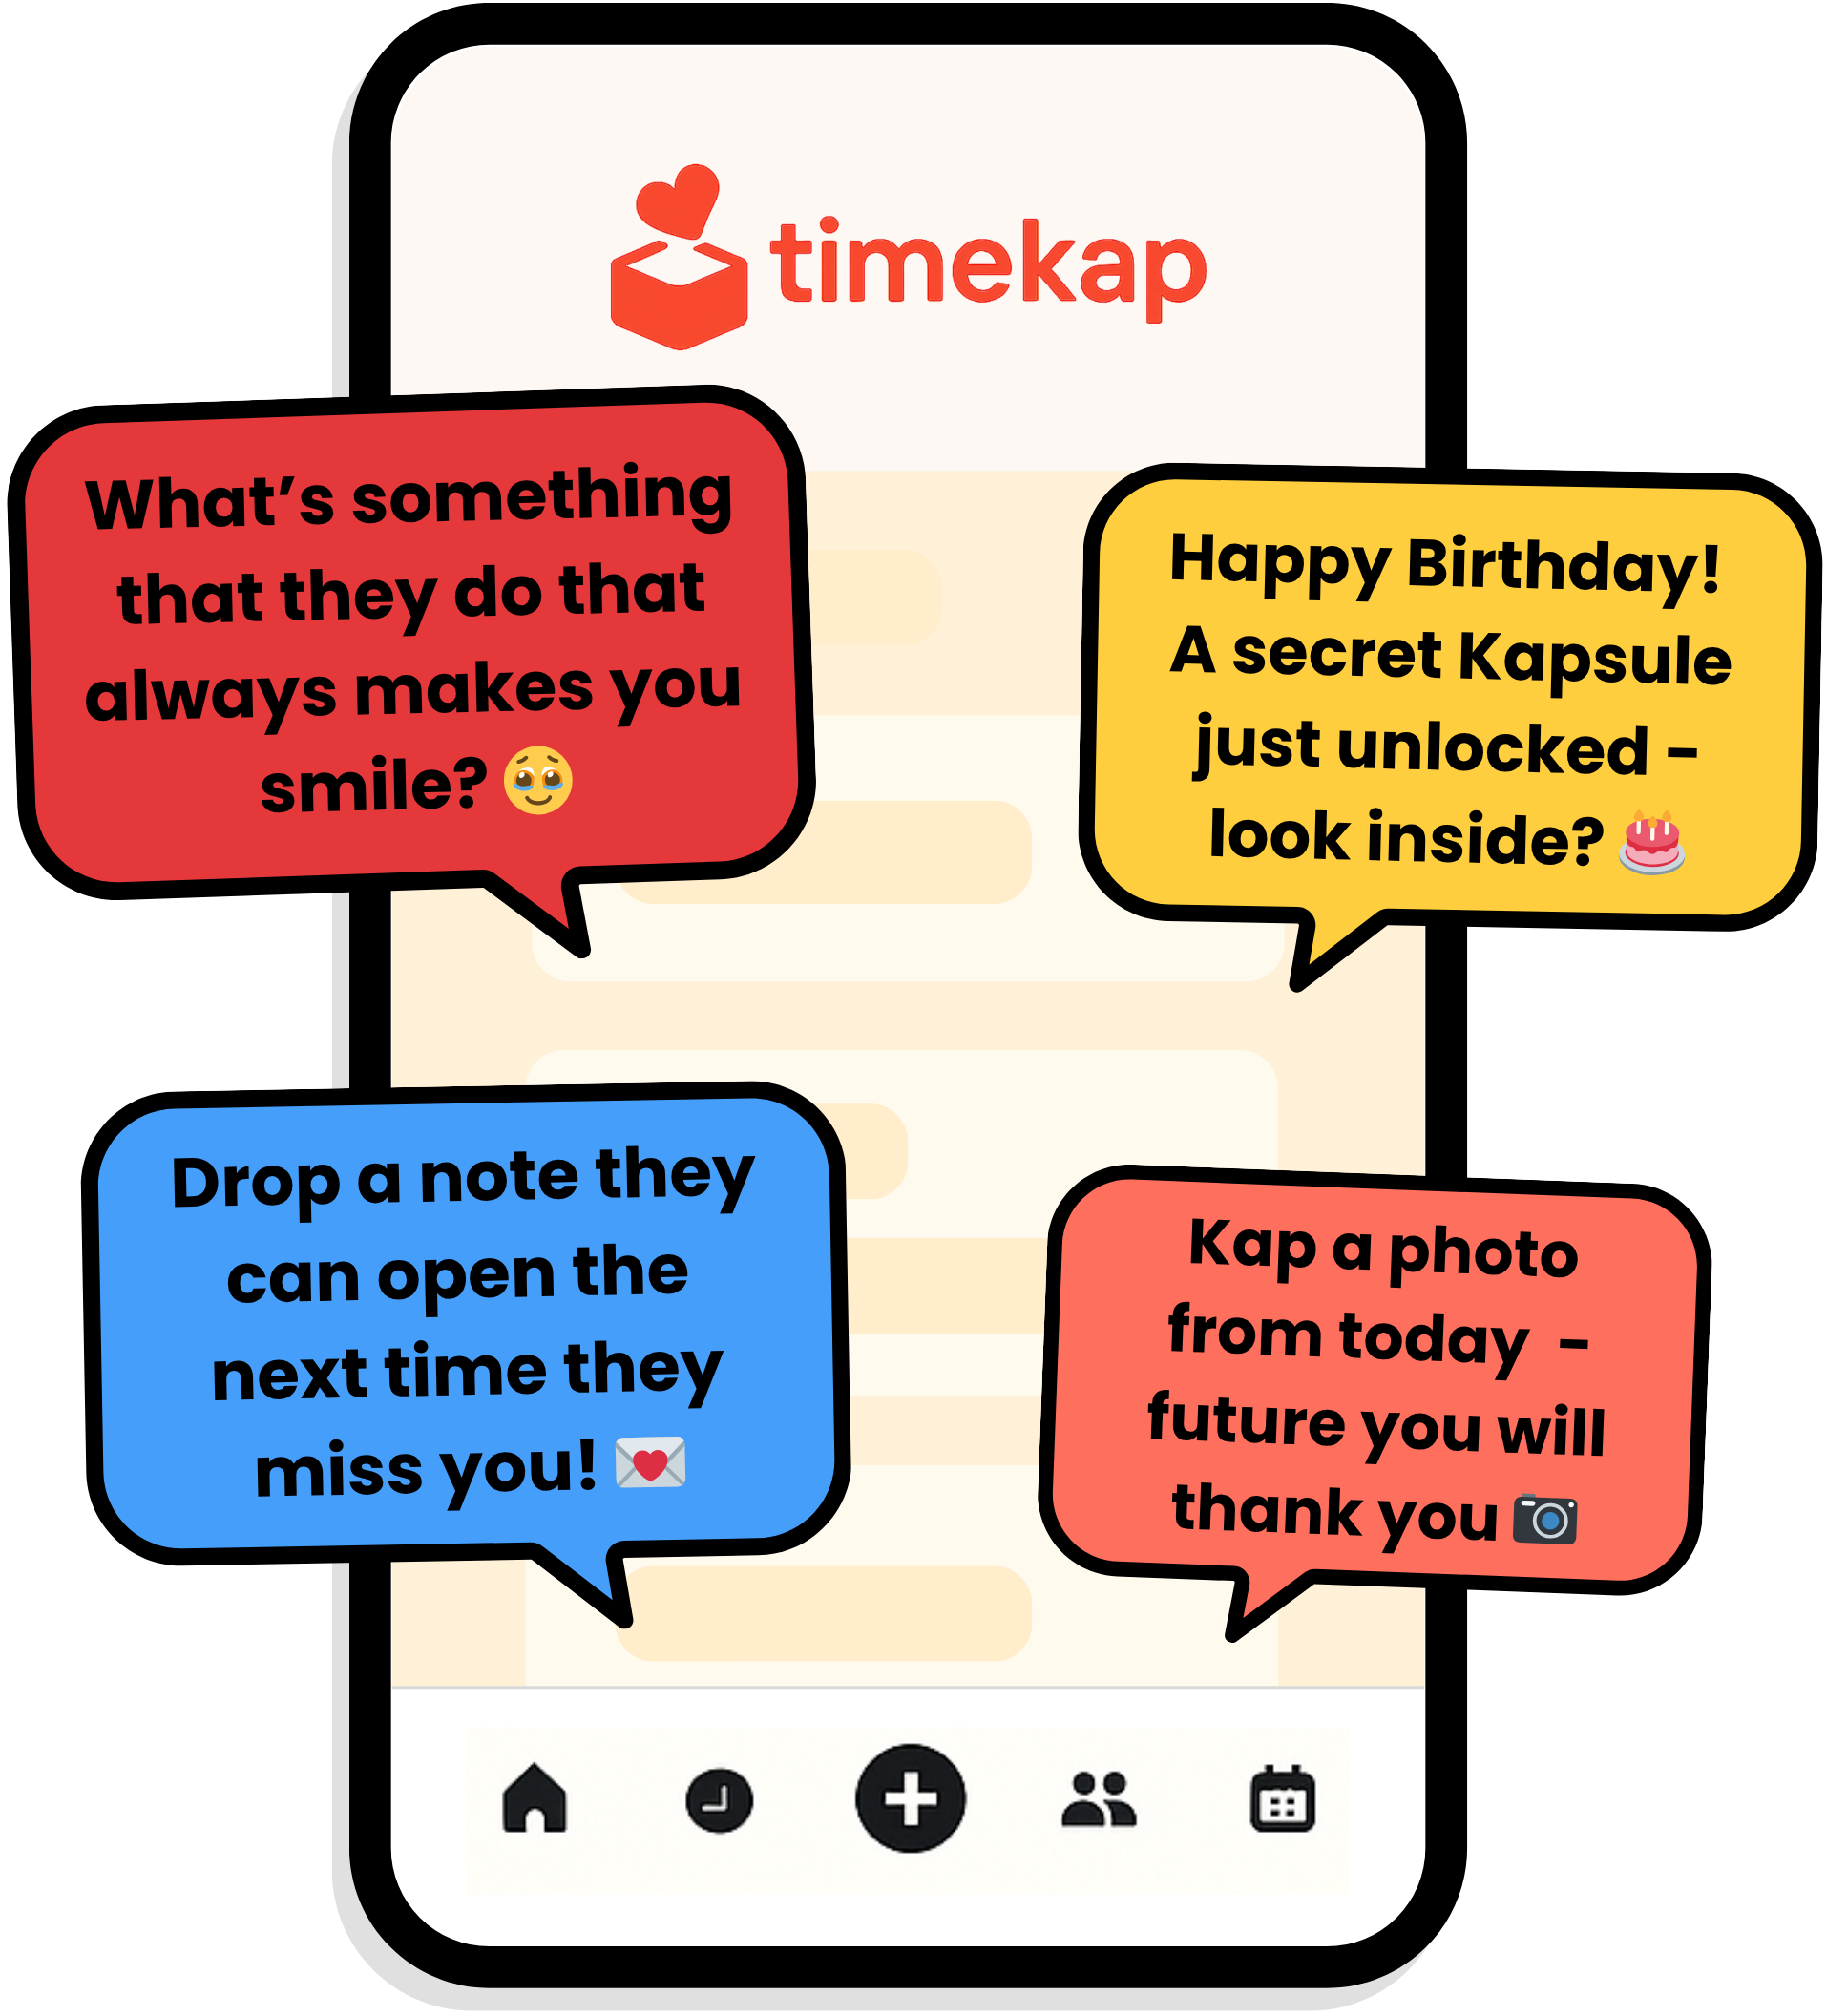 timekap
What’s something
that they do that
always makes you
smile? 🥹
Happy Birthday!
A secret Kapsule
just unlocked –
look inside? 🎂
Drop a note they
can open the
next time they
miss you! 💌
Kap a photo
from today –
future you will
thank you 📷